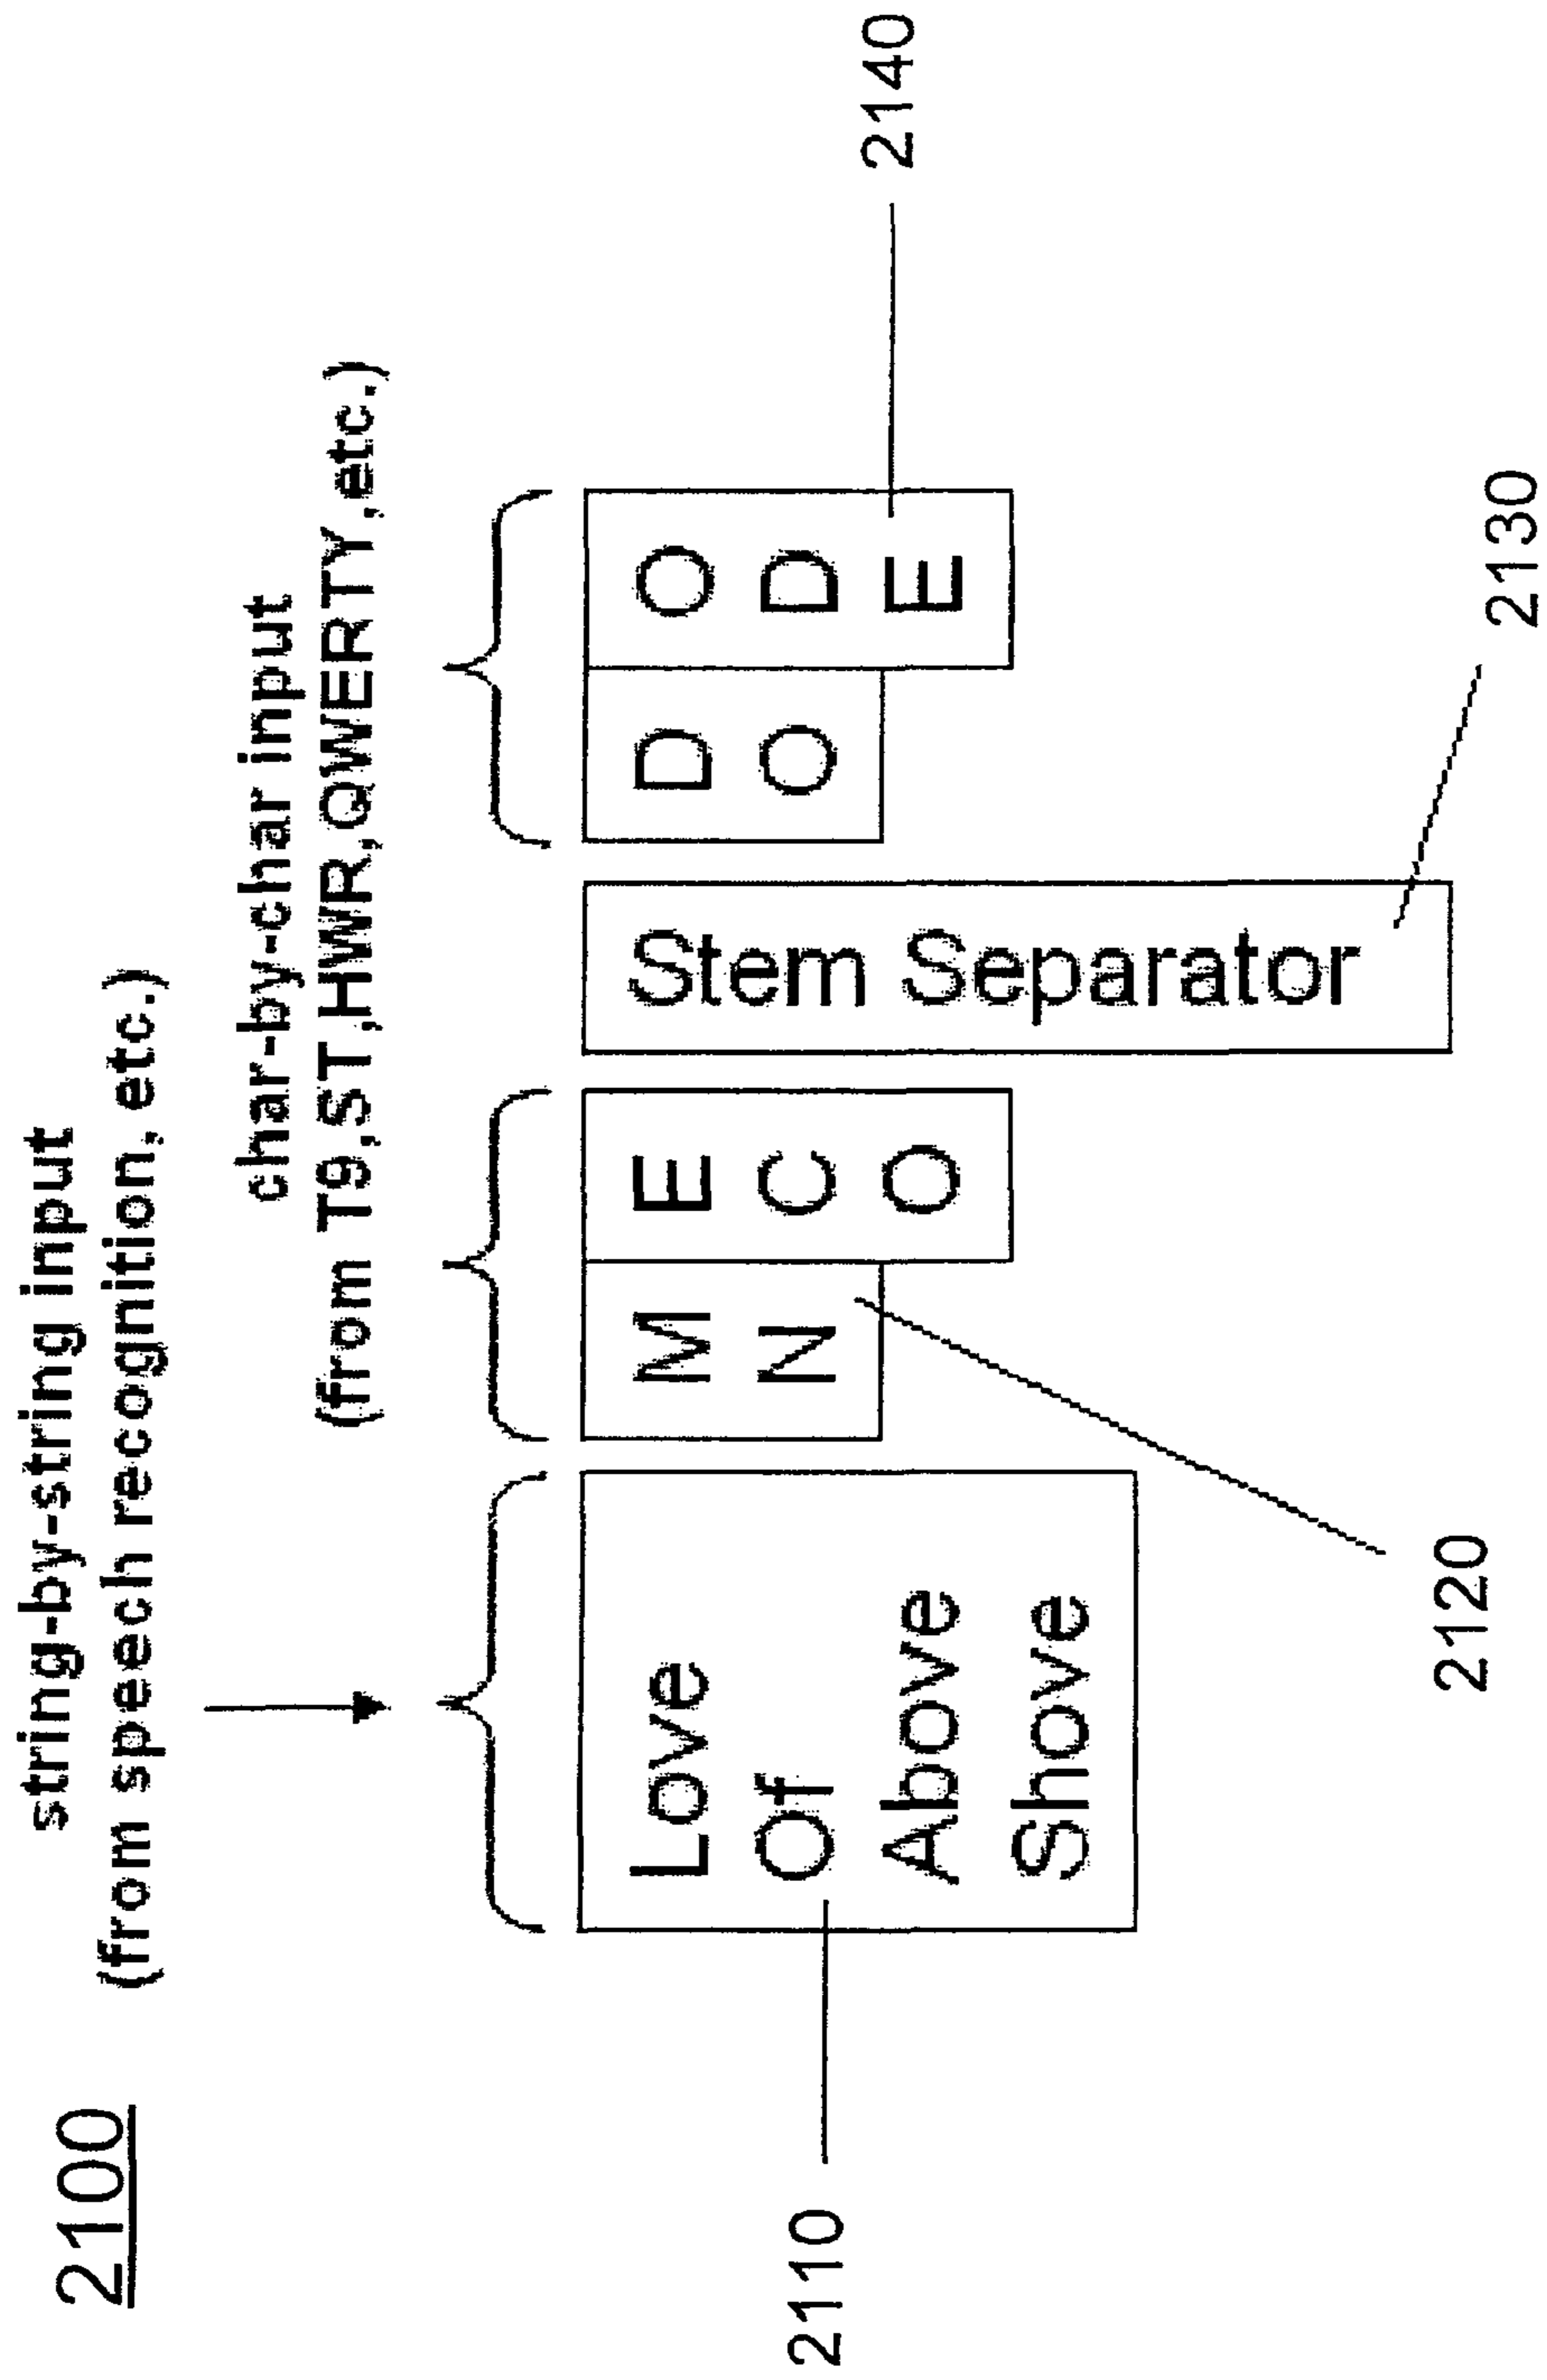 2100
string-by-string input
(from speech recognition, etc.)
char-by-char input
(from T9,ST,HWR,QWERTY,etc.)
Love
Of
Above
Shove
M
N
E
C
O
Stem Separator
D
O
O
D
E
2110
2120
2130
2140